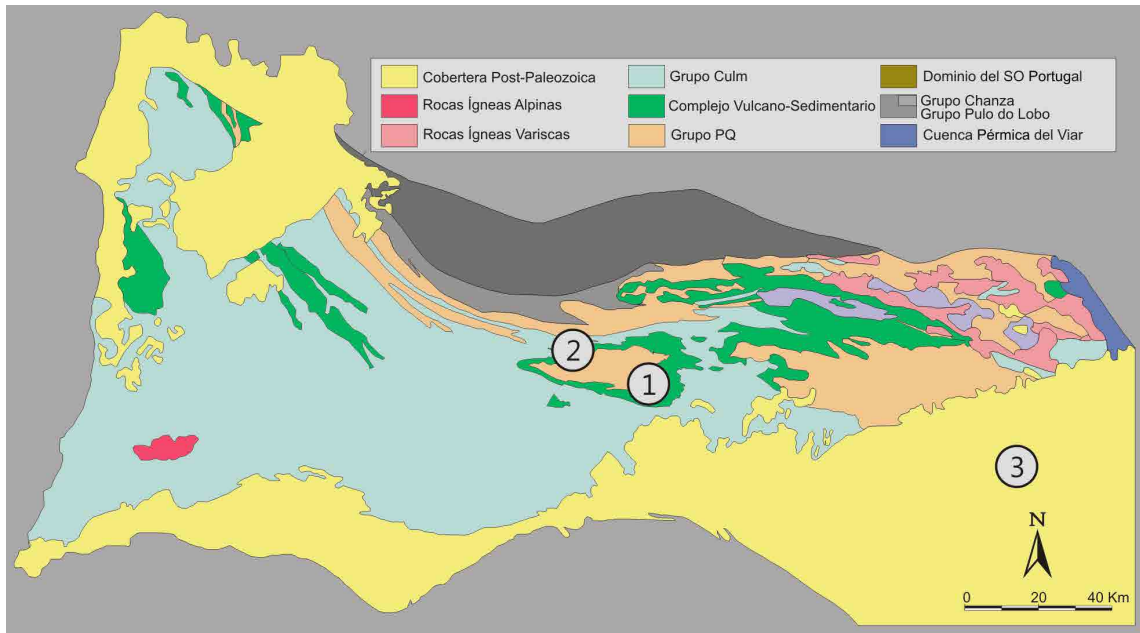 Cobertera Post-Paleozoica
Rocas Ígneas Alpinas
Rocas Ígneas Variscas
Grupo Culm
Complejo Vulcano-Sedimentario
Grupo PQ
Dominio del SO Portugal
Grupo Chanza
Grupo Pulo do Lobo
Cuenca Pérmica del Viar
2
1
3
N
0 20 40 Km